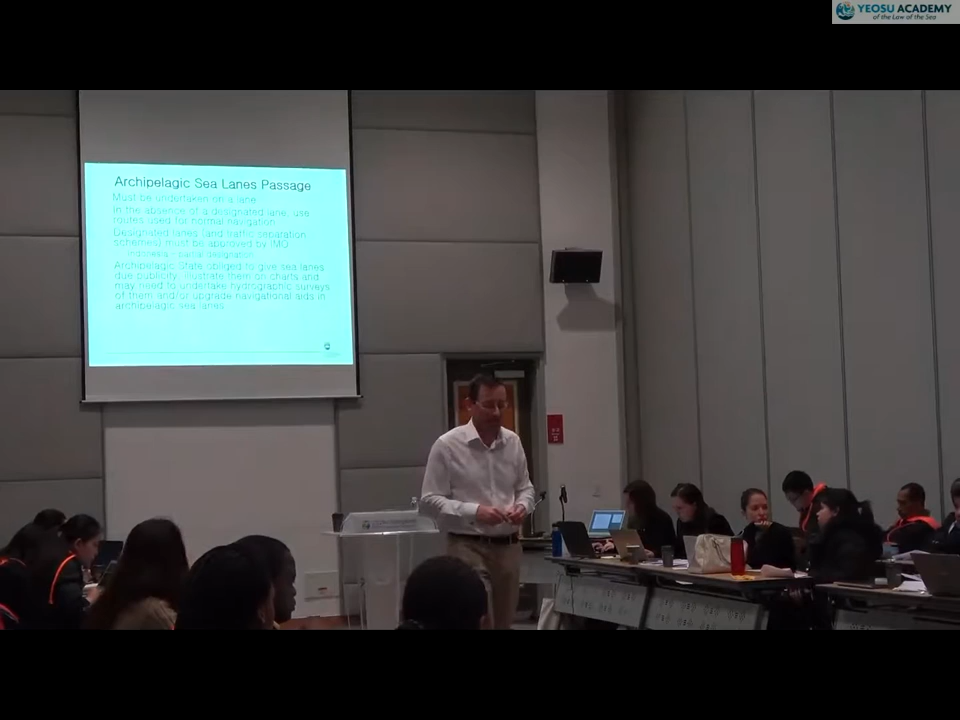 YEOSU ACADEMY
of the Law of the Sea
Archipelagic Sea Lanes Passage
Must be undertaken on a lane
In the absence of a designated lane, use
routes used for normal navigation
Designated lanes (and traffic separation
schemes) must be approved by IMO
Indonesia - partial designation
Archipelagic State obliged to give sea lanes
due publicity, illustrate them on charts and
may need to undertake hydrographic surveys
of them and/or upgrade navigational aids in
archipelagic sea lanes